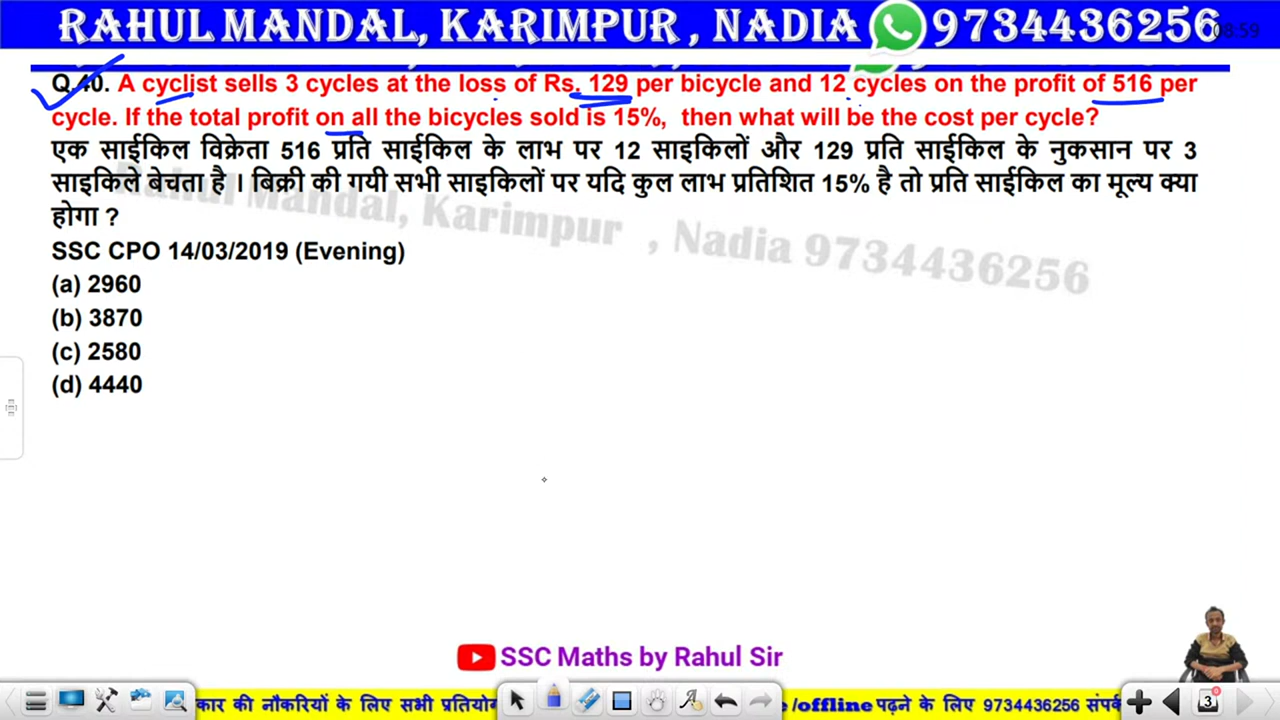 RAHUL MANDAL, KARIMPUR , NADIA 9734436256
08:59
Q.40. A cyclist sells 3 cycles at the loss of Rs. 129 per bicycle and 12 cycles on the profit of 516 per
cycle. If the total profit on all the bicycles sold is 15%, then what will be the cost per cycle?
एक साईकिल विक्रेता 516 प्रति साईकिल के लाभ पर 12 साइकिलों और 129 प्रति साईकिल के नुकसान पर 3
साइकिले बेचता है । बिक्री की गयी सभी साइकिलों पर यदि कुल लाभ प्रतिशित 15% है तो प्रति साईकिल का मूल्य क्या
होगा ?
Rahul Mandal, Karimpur , Nadia 9734436256
SSC CPO 14/03/2019 (Evening)
(a) 2960
(b) 3870
(c) 2580
(d) 4440
SSC Maths by Rahul Sir
कार की नौकरियों के लिए सभी प्रतियो
/offline पढ़ने के लिए 9734436256 संपर्क
3